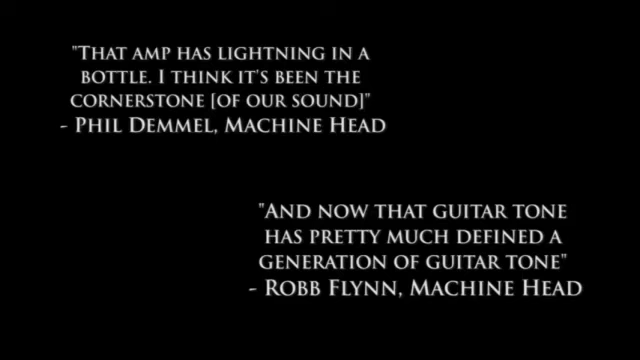 "That amp has lightning in a
bottle. I think it's been the
cornerstone [of our sound]"
- Phil Demmel, Machine Head
"And now that guitar tone
has pretty much defined a
generation of guitar tone"
- Robb Flynn, Machine Head